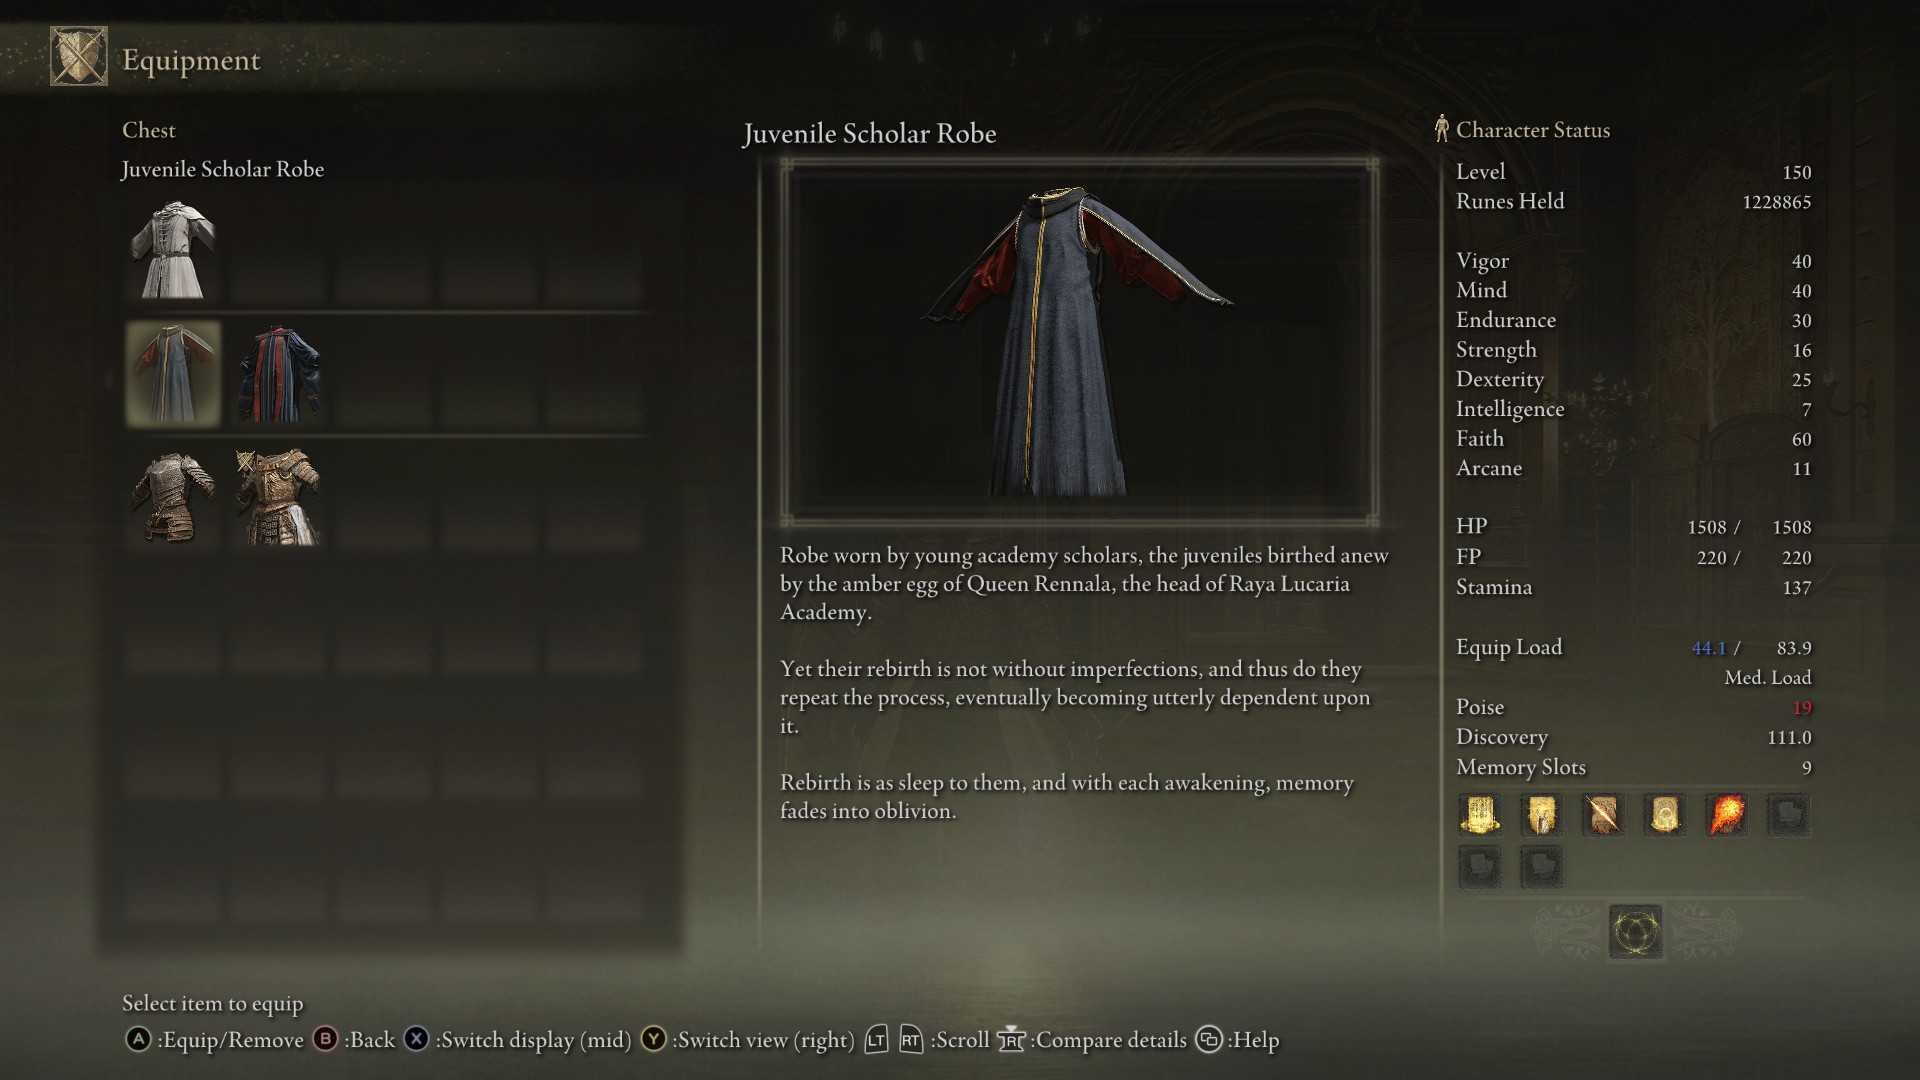 Equipment
Chest
Juvenile Scholar Robe
Juvenile Scholar Robe
Robe worn by young academy scholars, the juveniles birthed anew
by the amber egg of Queen Rennala, the head of Raya Lucaria
Academy.
Yet their rebirth is not without imperfections, and thus do they
repeat the process, eventually becoming utterly dependent upon
it.
Rebirth is as sleep to them, and with each awakening, memory
fades into oblivion.
Character Status
Level 150
Runes Held 1228865
Vigor 40
Mind 40
Endurance 30
Strength 16
Dexterity 25
Intelligence 7
Faith 60
Arcane 11
HP 1508 / 1508
FP 220 / 220
Stamina 137
Equip Load 44.1 / 83.9
Med. Load
Poise 19
Discovery 111.0
Memory Slots 9
Select item to equip
A :Equip/Remove B :Back X :Switch display (mid) Y :Switch view (right) LT RT :Scroll R :Compare details :Help